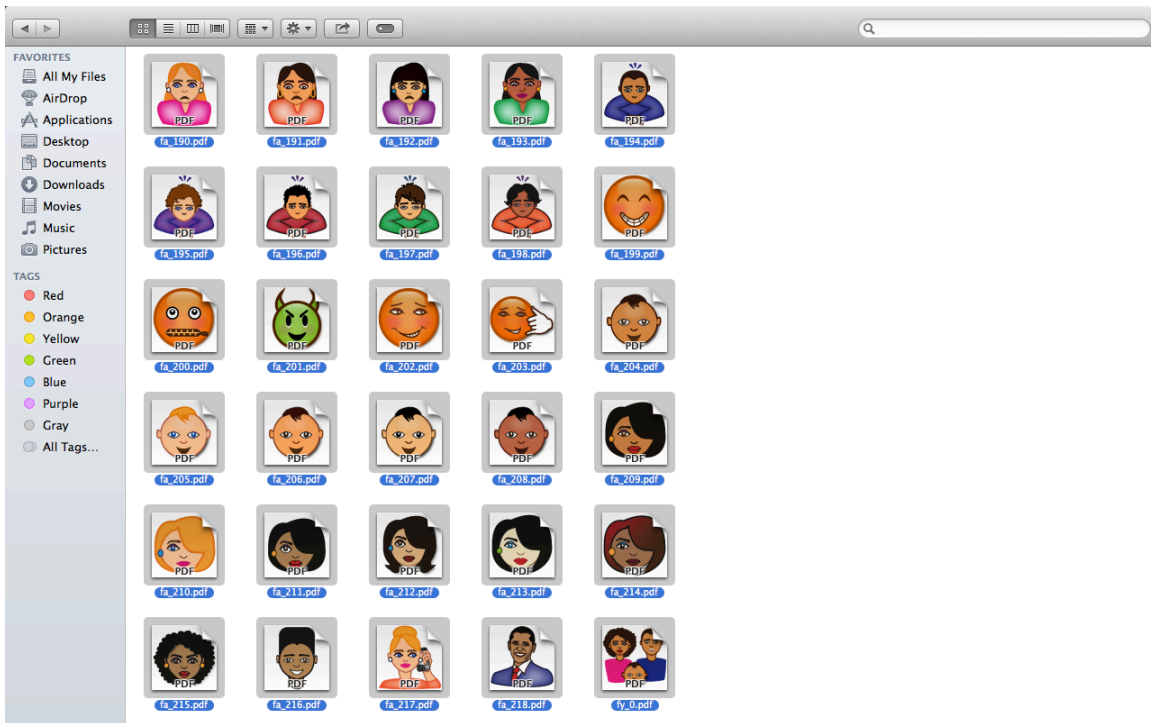 FAVORITES
All My Files
AirDrop
Applications
Desktop
Documents
Downloads
Movies
Music
Pictures
TAGS
Red
Orange
Yellow
Green
Blue
Purple
Gray
All Tags...
PDF PDF PDF PDF PDF
fa_190.pdf fa_191.pdf fa_192.pdf fa_193.pdf fa_194.pdf
PDF PDF PDF PDF PDF
fa_195.pdf fa_196.pdf fa_197.pdf fa_198.pdf fa_199.pdf
PDF PDF PDF PDF PDF
fa_200.pdf fa_201.pdf fa_202.pdf fa_203.pdf fa_204.pdf
PDF PDF PDF PDF PDF
fa_205.pdf fa_206.pdf fa_207.pdf fa_208.pdf fa_209.pdf
PDF PDF PDF PDF PDF
fa_210.pdf fa_211.pdf fa_212.pdf fa_213.pdf fa_214.pdf
PDF PDF PDF PDF PDF
fa_215.pdf fa_216.pdf fa_217.pdf fa_218.pdf fy_0.pdf